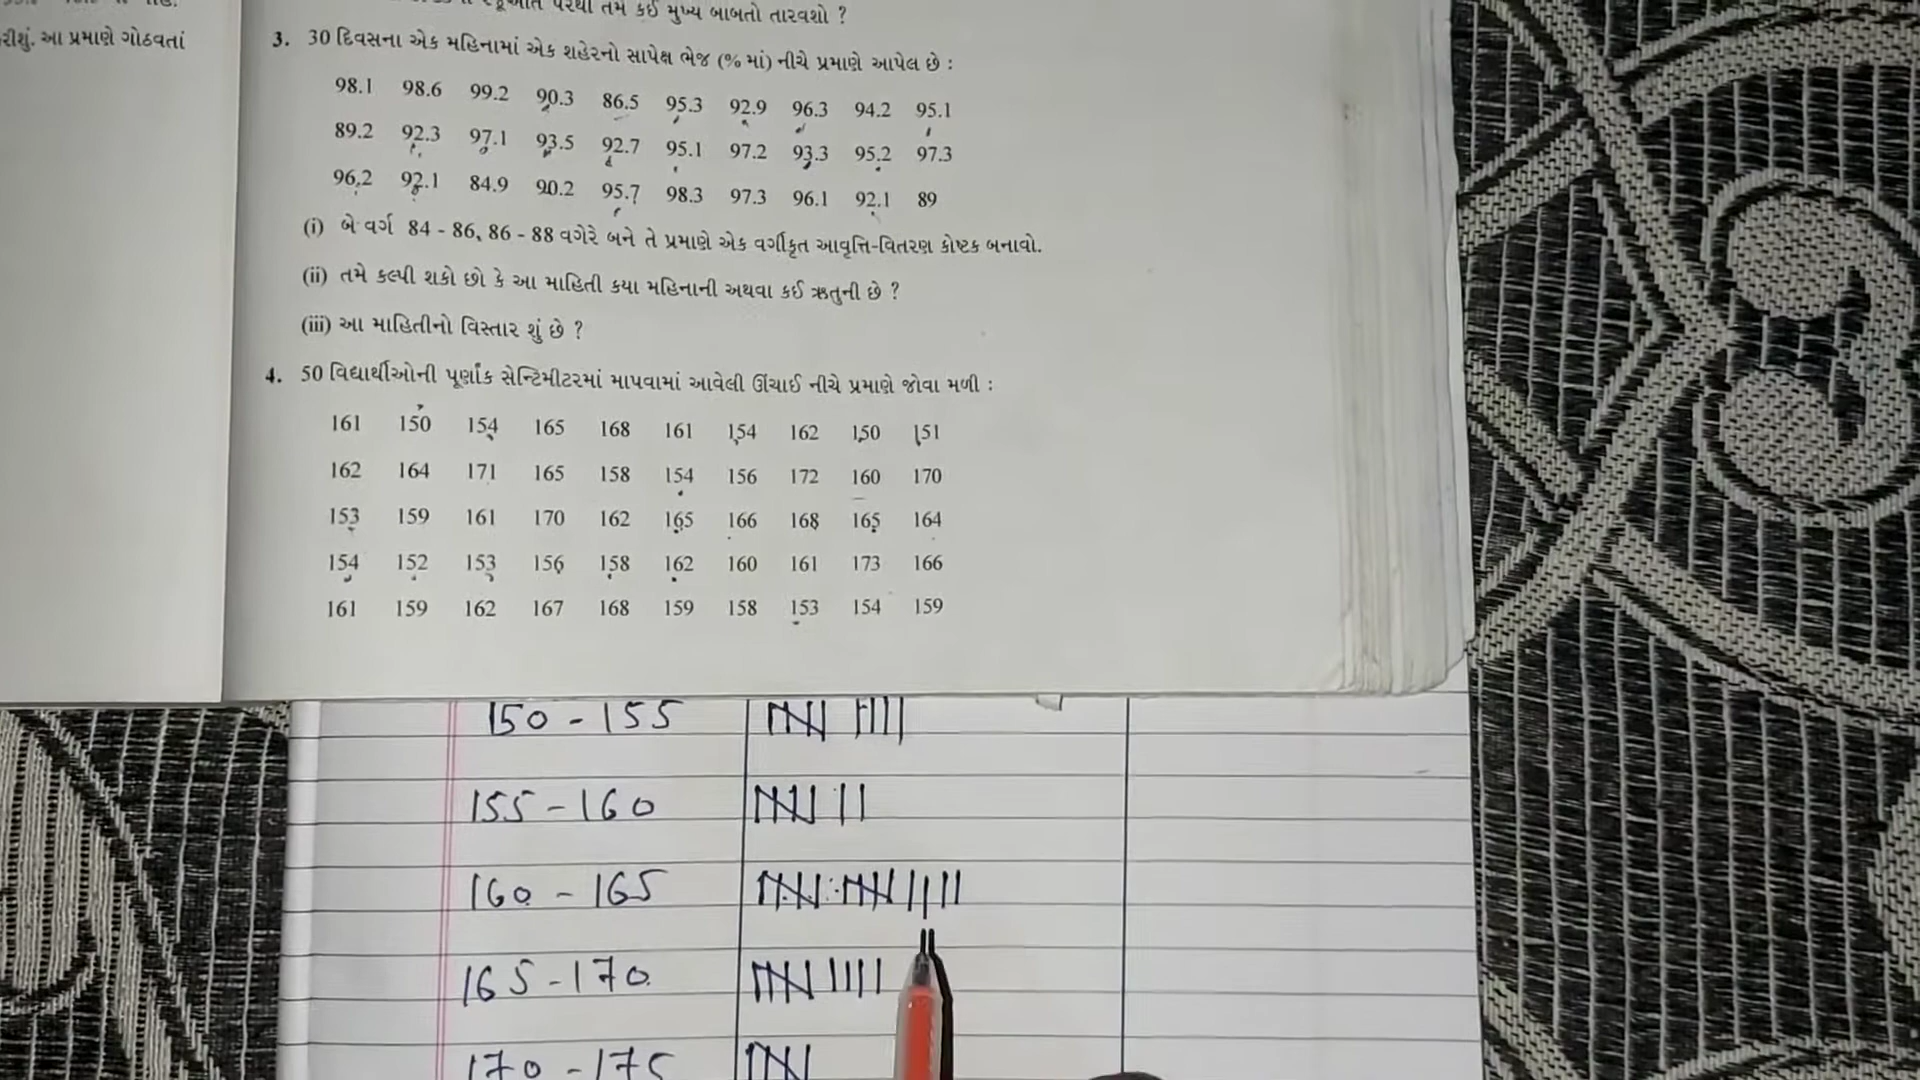 રીશું. આ પ્રમાણે ગોઠવતાં
પરથી તમે કઈ મુખ્ય બાબતો તારવશો ?
3. 30 દિવસના એક મહિનામાં એક શહેરનો સાપેક્ષ ભેજ (% માં) નીચે પ્રમાણે આપેલ છે :
98.1 98.6 99.2 90.3 86.5 95.3 92.9 96.3 94.2 95.1
89.2 92.3 97.1 93.5 92.7 95.1 97.2 93.3 95.2 97.3
96.2 92.1 84.9 90.2 95.7 98.3 97.3 96.1 92.1 89
(i) બે વર્ગ 84 - 86, 86 - 88 વગેરે બને તે પ્રમાણે એક વર્ગીકૃત આવૃત્તિ-વિતરણ કોષ્ટક બનાવો.
(ii) તમે કલ્પી શકો છો કે આ માહિતી કયા મહિનાની અથવા કઈ ઋતુની છે ?
(iii) આ માહિતીનો વિસ્તાર શું છે ?
4. 50 વિદ્યાર્થીઓની પૂર્ણાંક સેન્ટિમીટરમાં માપવામાં આવેલી ઊંચાઈ નીચે પ્રમાણે જોવા મળી :
161 150 154 165 168 161 154 162 150 151
162 164 171 165 158 154 156 172 160 170
153 159 161 170 162 165 166 168 165 164
154 152 153 156 158 162 160 161 173 166
161 159 162 167 168 159 158 153 154 159
150 - 155
155 - 160
160 - 165
165 - 170
170 - 175